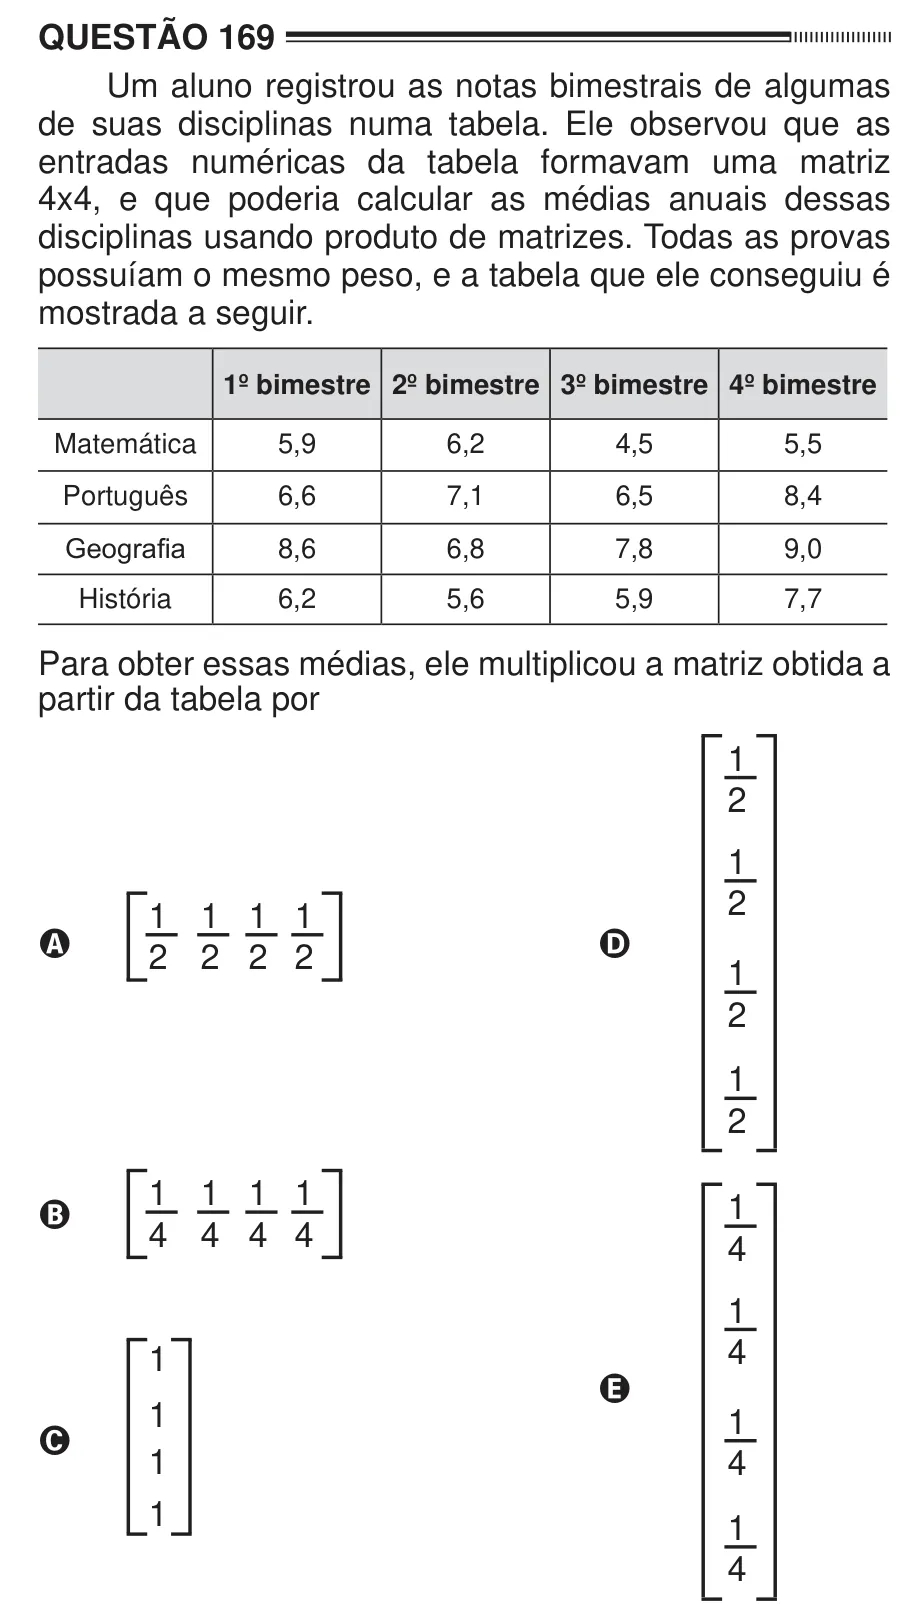 QUESTÃO 169
Um aluno registrou as notas bimestrais de algumas
de suas disciplinas numa tabela. Ele observou que as
entradas numéricas da tabela formavam uma matriz
4x4, e que poderia calcular as médias anuais dessas
disciplinas usando produto de matrizes. Todas as provas
possuíam o mesmo peso, e a tabela que ele conseguiu é
mostrada a seguir.
1º bimestre 2º bimestre 3º bimestre 4º bimestre
Matemática 5,9 6,2 4,5 5,5
Português 6,6 7,1 6,5 8,4
Geografia 8,6 6,8 7,8 9,0
História 6,2 5,6 5,9 7,7
Para obter essas médias, ele multiplicou a matriz obtida a
partir da tabela por
A
1 1 1 1
2 2 2 2
B
1 1 1 1
4 4 4 4
C
1
1
1
1
D
1
2
1
2
1
2
1
2
E
1
4
1
4
1
4
1
4